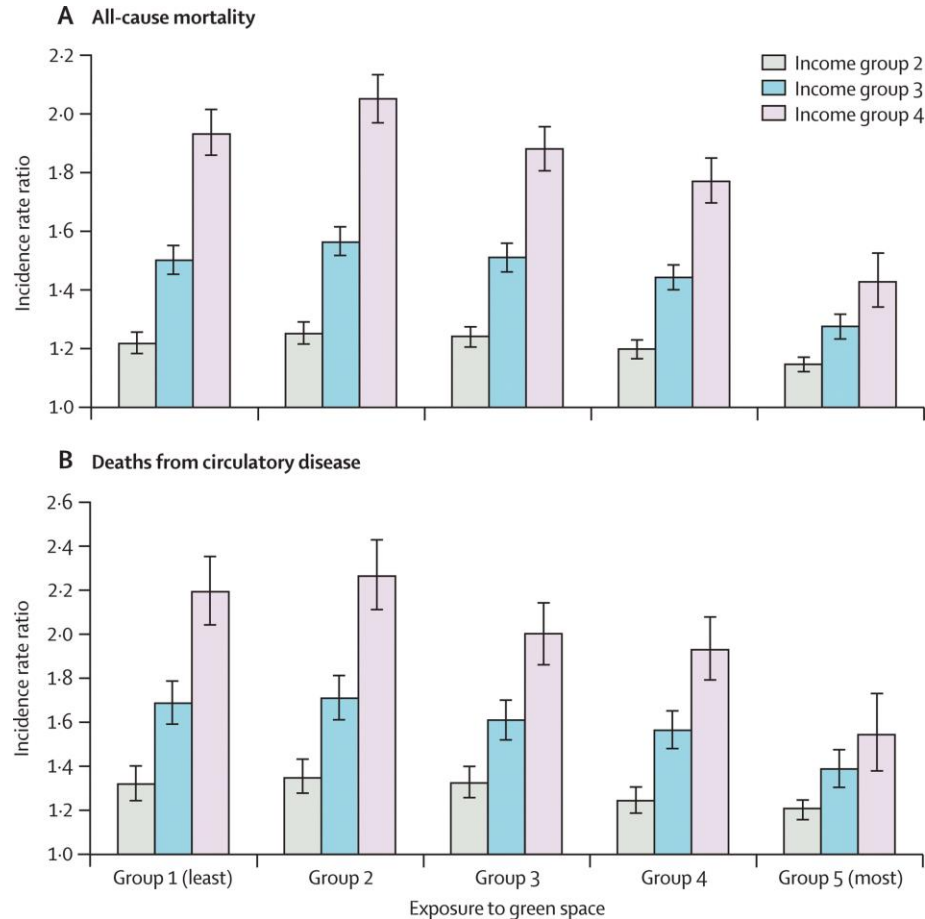 A All-cause mortality
2·2
2·0
1·8
1·6
1·4
1·2
1·0
Incidence rate ratio
Income group 2
Income group 3
Income group 4
B Deaths from circulatory disease
2·6
2·4
2·2
2·0
1·8
1·6
1·4
1·2
1·0
Incidence rate ratio
Group 1 (least) Group 2 Group 3 Group 4 Group 5 (most)
Exposure to green space